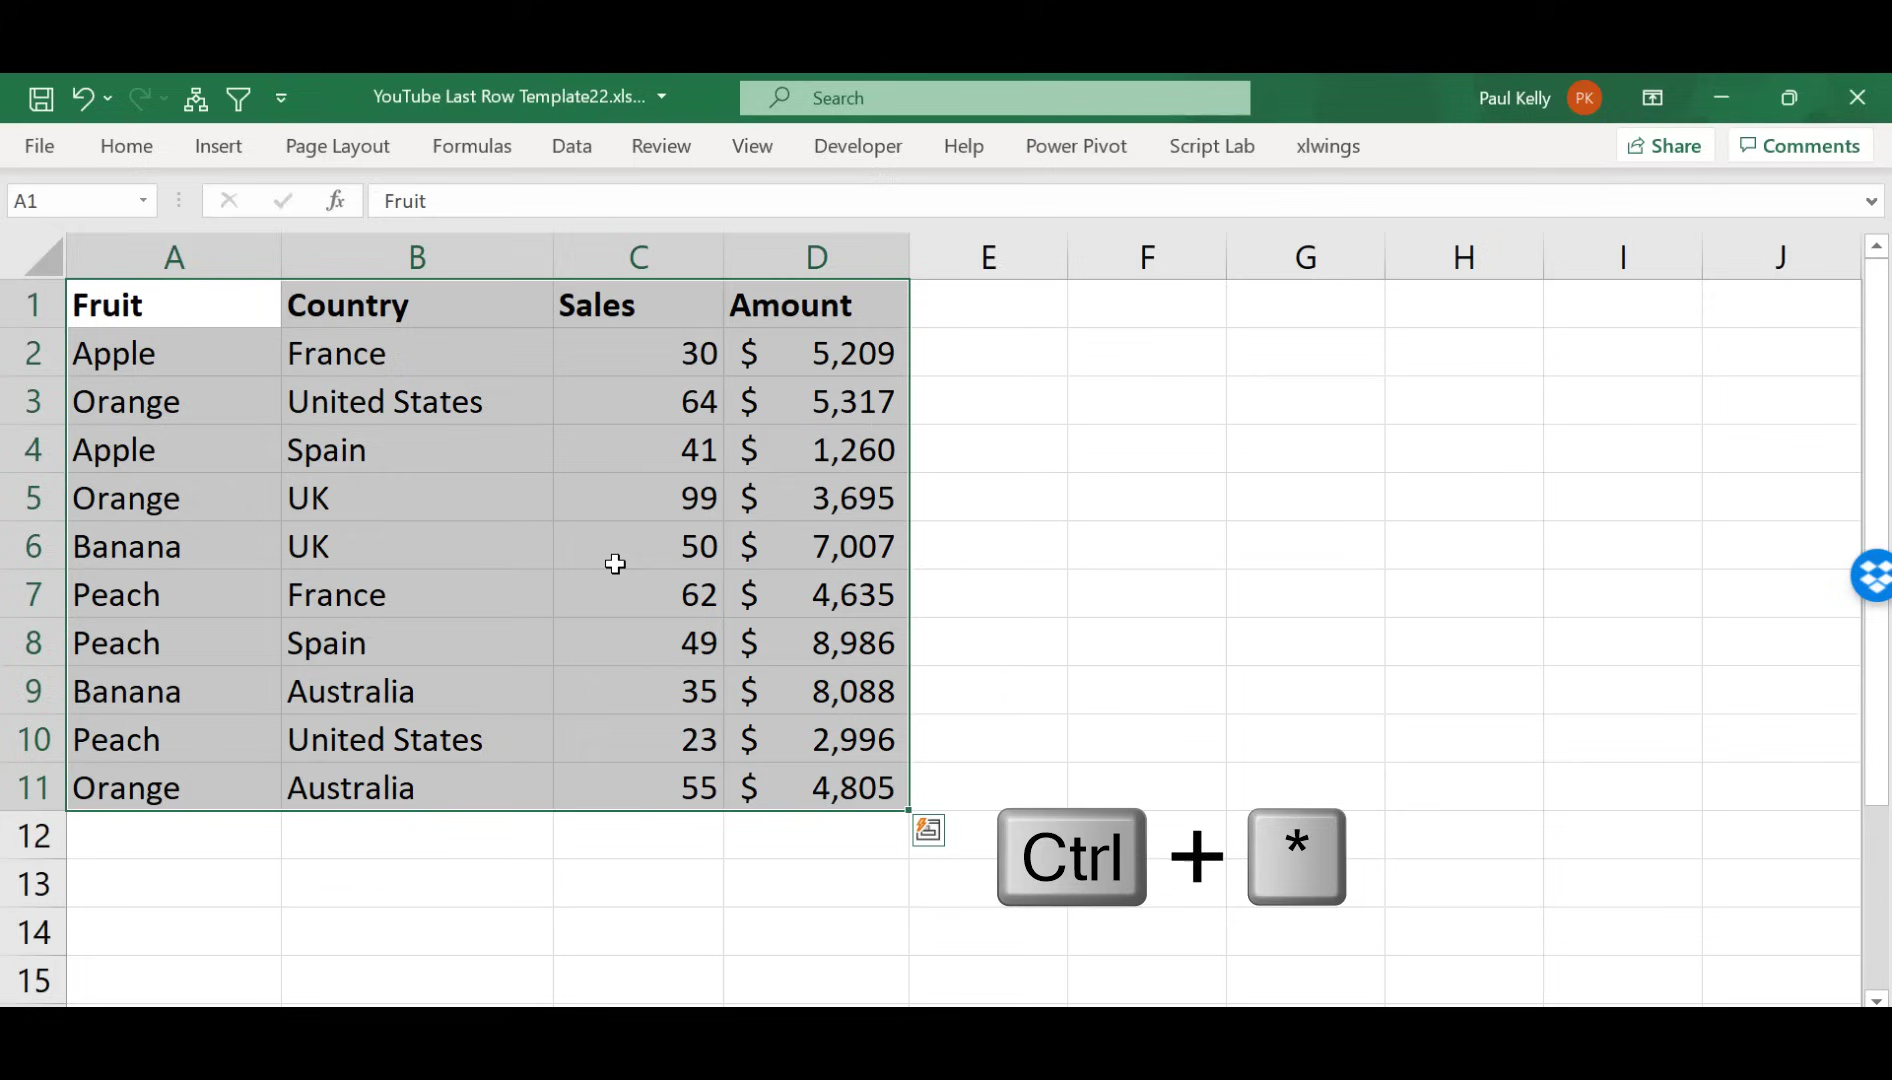 YouTube Last Row Template22.xls...
Search
Paul Kelly PK
File Home Insert Page Layout Formulas Data Review View Developer Help Power Pivot Script Lab xlwings Share Comments
A1 fx Fruit
A B C D E F G H I J
1 Fruit Country Sales Amount
2 Apple France 30 $ 5,209
3 Orange United States 64 $ 5,317
4 Apple Spain 41 $ 1,260
5 Orange UK 99 $ 3,695
6 Banana UK 50 $ 7,007
7 Peach France 62 $ 4,635
8 Peach Spain 49 $ 8,986
9 Banana Australia 35 $ 8,088
10 Peach United States 23 $ 2,996
11 Orange Australia 55 $ 4,805
12
13
14
15
Ctrl + *